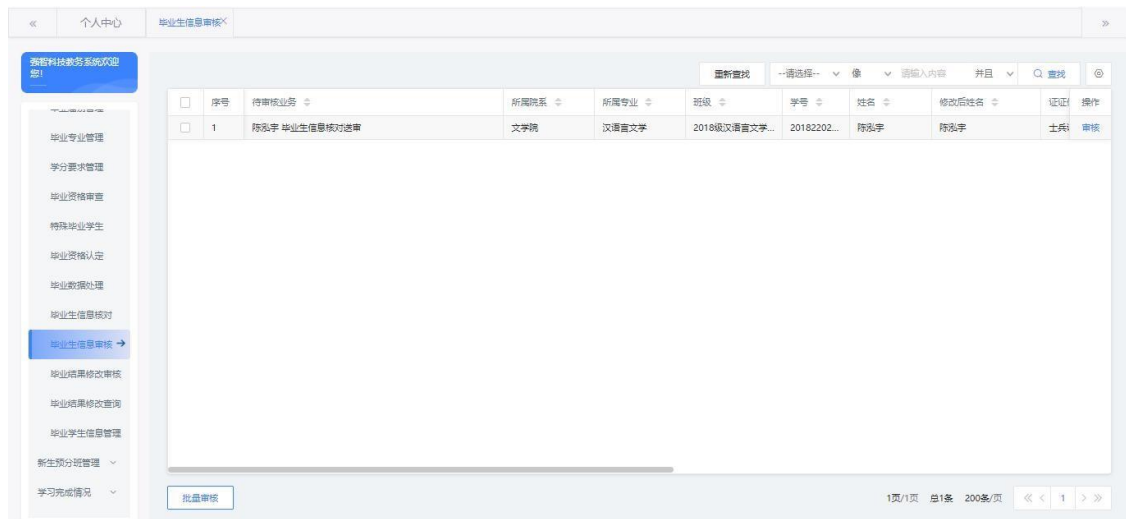 个人中心
毕业生信息审核
强智科技教务系统欢迎
您!
毕业专业管理
学分要求管理
毕业资格审查
特殊毕业学生
毕业资格认定
毕业数据处理
毕业生信息核对
毕业生信息审核
毕业结果修改审核
毕业结果修改查询
毕业学生信息管理
新生预分班管理
学习完成情况
重新查找 --请选择-- 像 请输入内容 并且 查找
序号 待审核业务 所属院系 所属专业 班级 学号 姓名 修改后姓名 操作
1 陈泓宇 毕业生信息核对送审 文学院 汉语言文学 2018级汉语言文学... 20182202... 陈泓宇 陈泓宇 士兵 审核
批量审核 1页/1页 总1条 200条/页 1